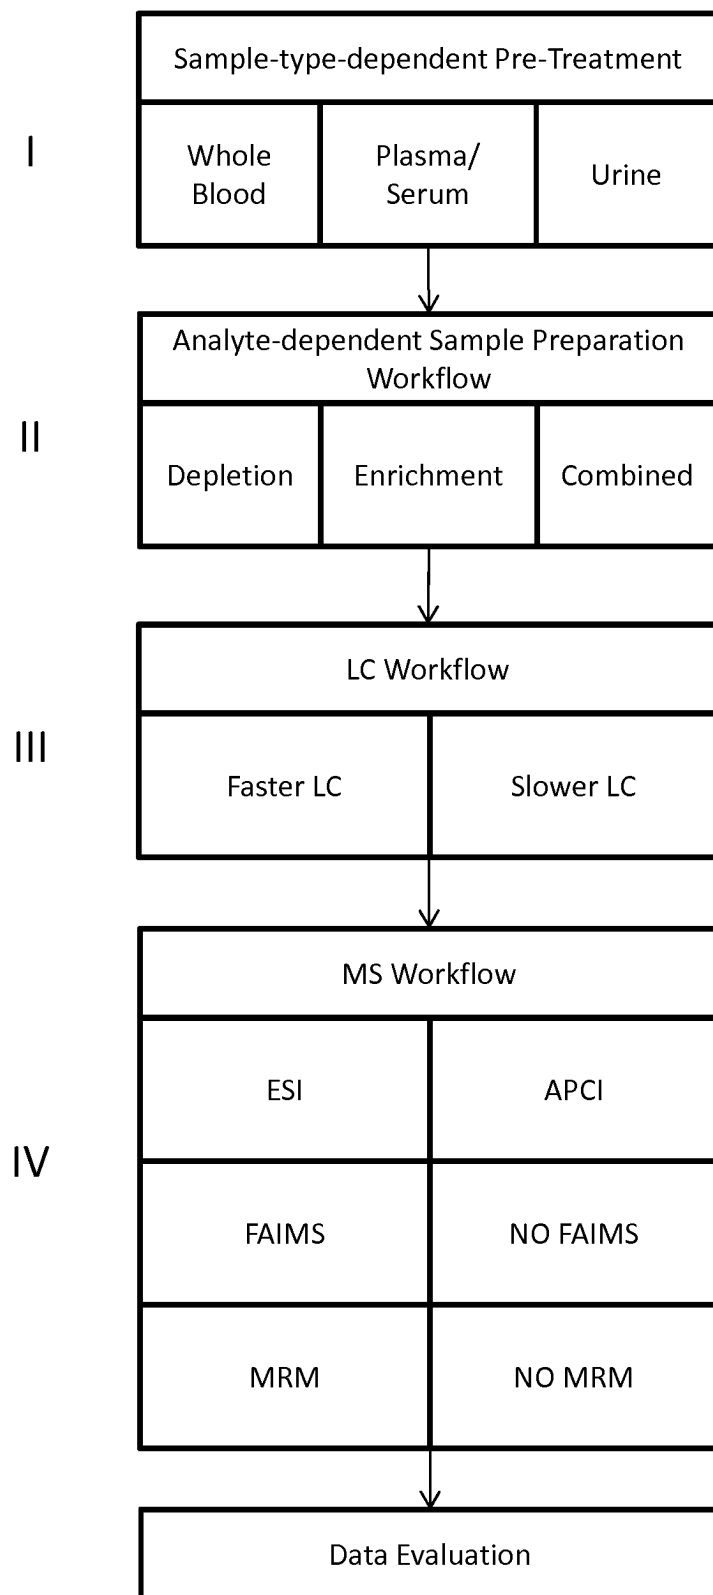 Sample-type-dependent Pre-Treatment
I
Whole
Blood
Plasma/
Serum
Urine
Analyte-dependent Sample Preparation
Workflow
II
Depletion
Enrichment
Combined
LC Workflow
III
Faster LC
Slower LC
MS Workflow
ESI
APCI
IV
FAIMS
NO FAIMS
MRM
NO MRM
Data Evaluation